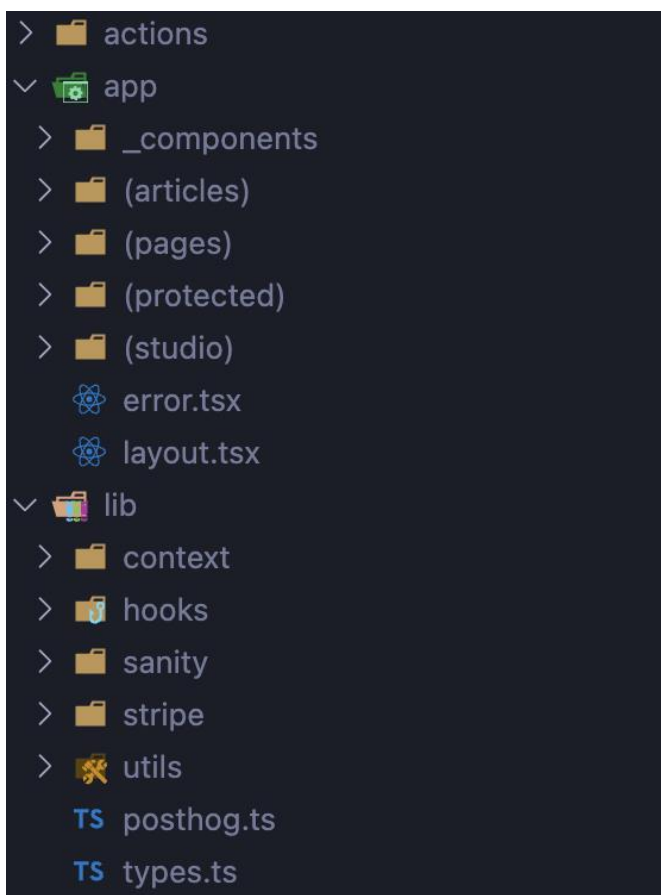 actions
app
_components
(articles)
(pages)
(protected)
(studio)
error.tsx
layout.tsx
lib
context
hooks
sanity
stripe
utils
TS posthog.ts
TS types.ts